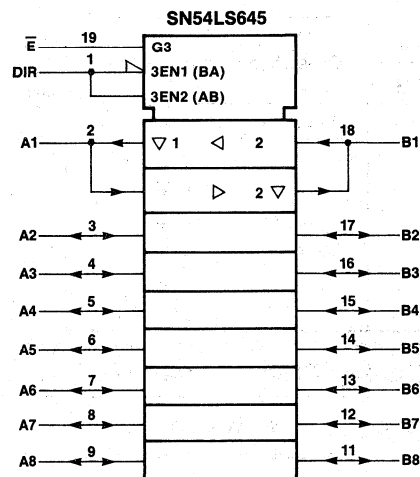 SN54LS645
E̅ 19 G3
DIR 1 3EN1 (BA)
3EN2 (AB)
A1 2 ▽ 1 ◁ 2 18 B1
▷ 2 ▽
A2 3 17 B2
A3 4 16 B3
A4 5 15 B4
A5 6 14 B5
A6 7 13 B6
A7 8 12 B7
A8 9 11 B8